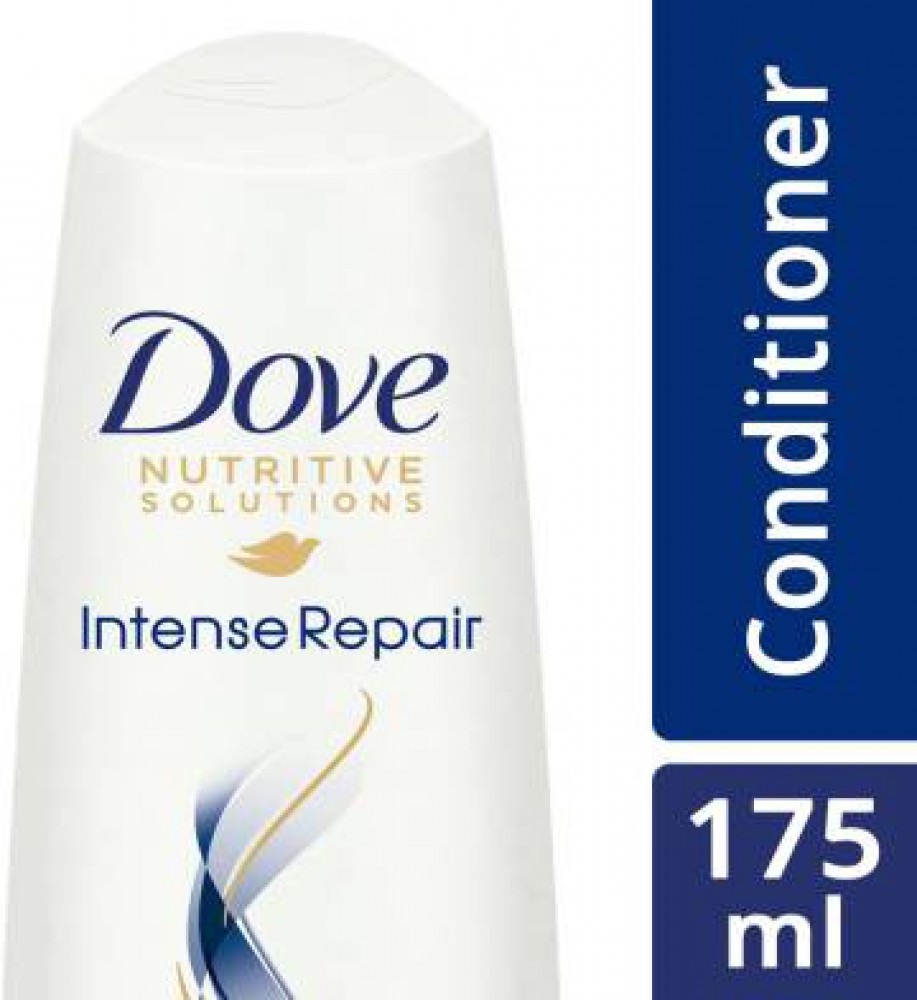 Dove
NUTRITIVE
SOLUTIONS
Intense Repair
Conditioner
175
ml